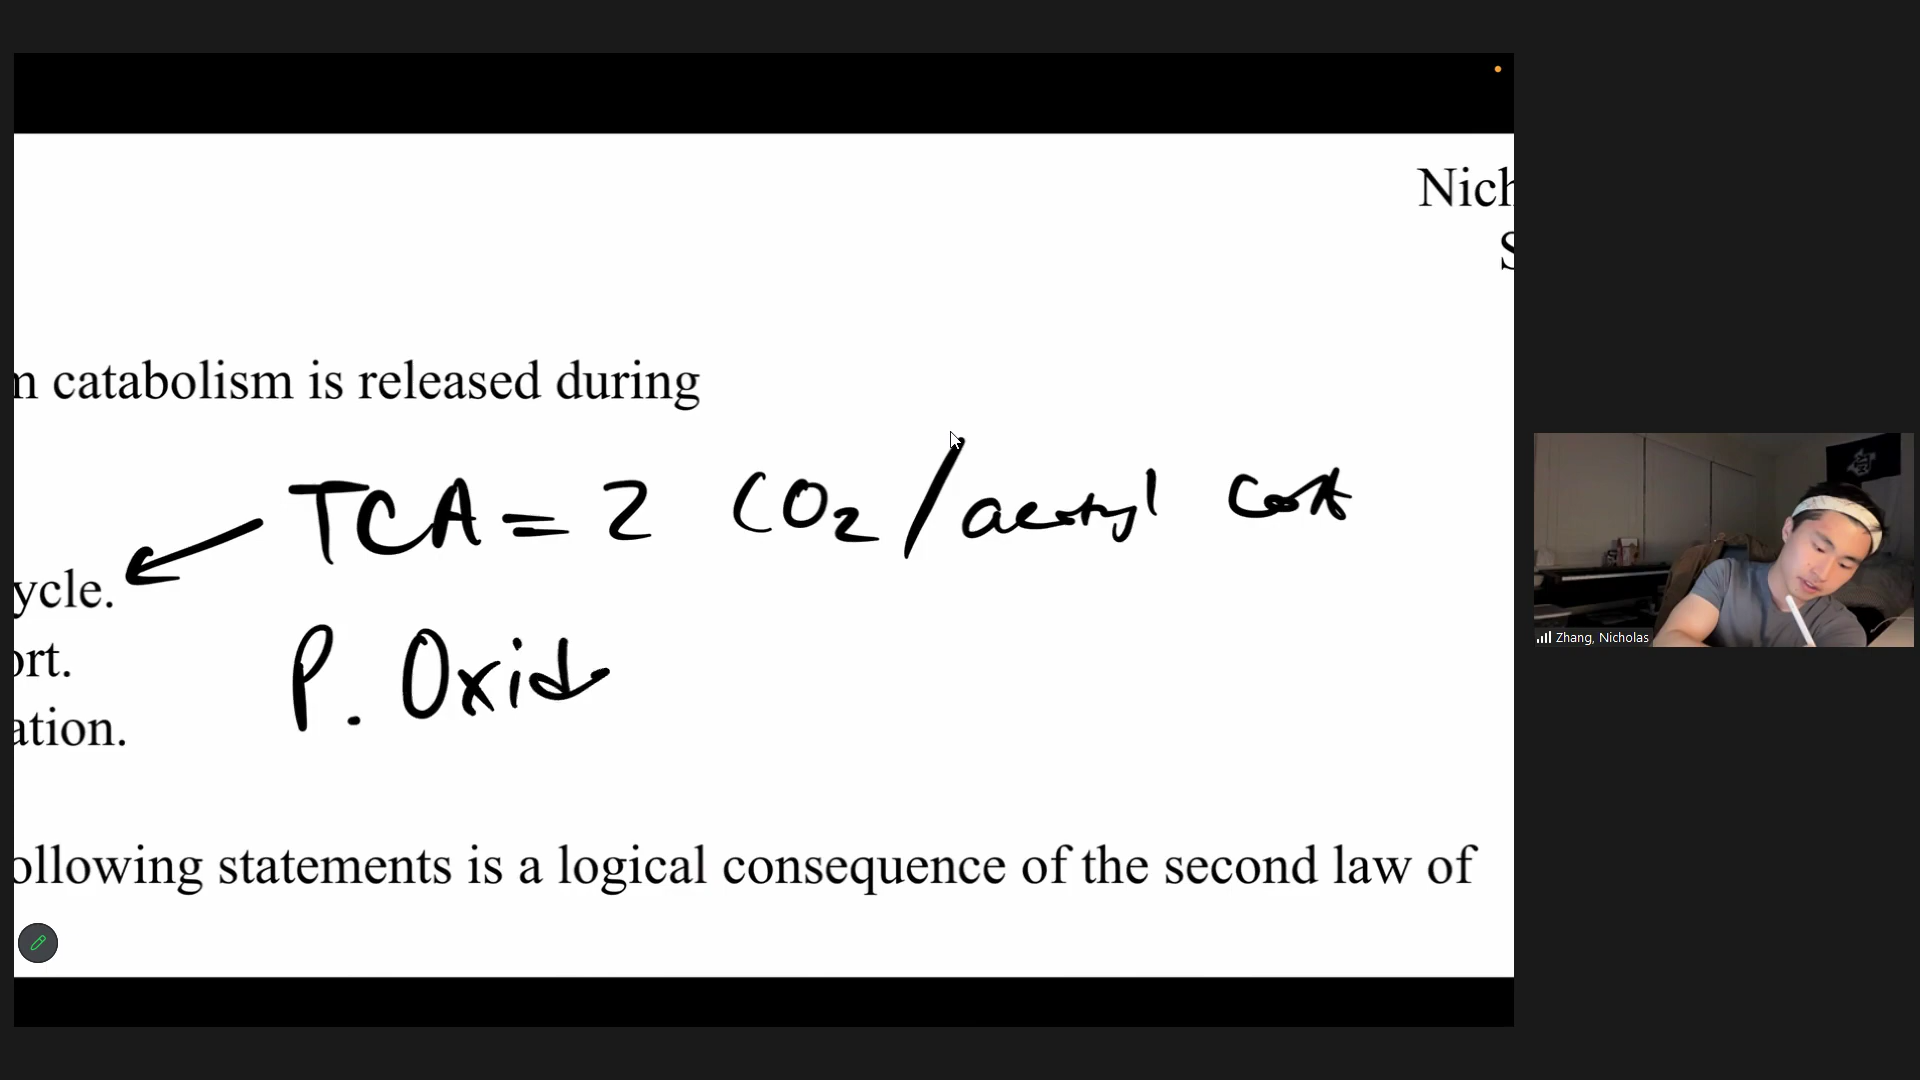 Nich
S
n catabolism is released during
TCA = 2 CO2 / acetyl CoA
ycle.
ort.
P. Oxid
ation.
ollowing statements is a logical consequence of the second law of
Zhang, Nicholas